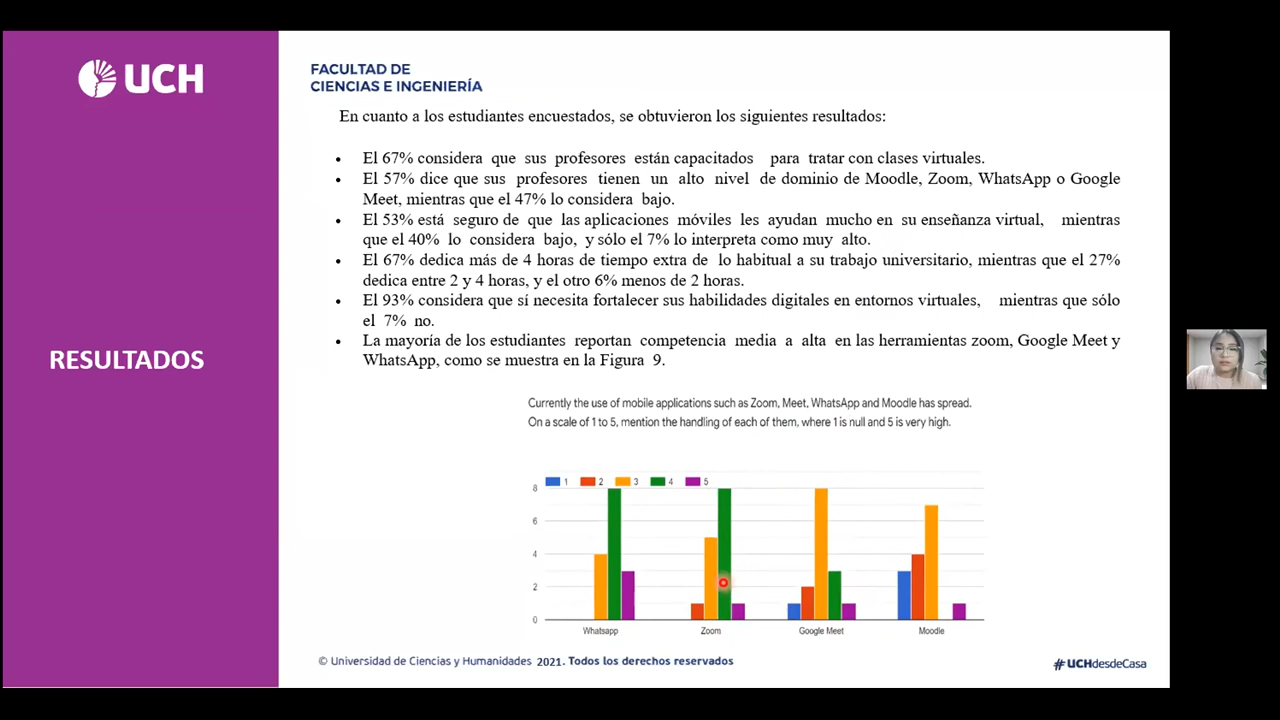 UCH
FACULTAD DE
CIENCIAS E INGENIERÍA
En cuanto a los estudiantes encuestados, se obtuvieron los siguientes resultados:
• El 67% considera que sus profesores están capacitados para tratar con clases virtuales.
• El 57% dice que sus profesores tienen un alto nivel de dominio de Moodle, Zoom, WhatsApp o Google
Meet, mientras que el 47% lo considera bajo.
• El 53% está seguro de que las aplicaciones móviles les ayudan mucho en su enseñanza virtual, mientras
que el 40% lo considera bajo, y sólo el 7% lo interpreta como muy alto.
• El 67% dedica más de 4 horas de tiempo extra de lo habitual a su trabajo universitario, mientras que el 27%
dedica entre 2 y 4 horas, y el otro 6% menos de 2 horas.
• El 93% considera que sí necesita fortalecer sus habilidades digitales en entornos virtuales, mientras que sólo
el 7% no.
• La mayoría de los estudiantes reportan competencia media a alta en las herramientas zoom, Google Meet y
WhatsApp, como se muestra en la Figura 9.
RESULTADOS
Currently the use of mobile applications such as Zoom, Meet, WhatsApp and Moodle has spread.
On a scale of 1 to 5, mention the handling of each of them, where 1 is null and 5 is very high.
1 2 3 4 5
8
6
4
2
0
Whatsapp Zoom Google Meet Moodle
© Universidad de Ciencias y Humanidades 2021. Todos los derechos reservados
#UCHdesdeCasa